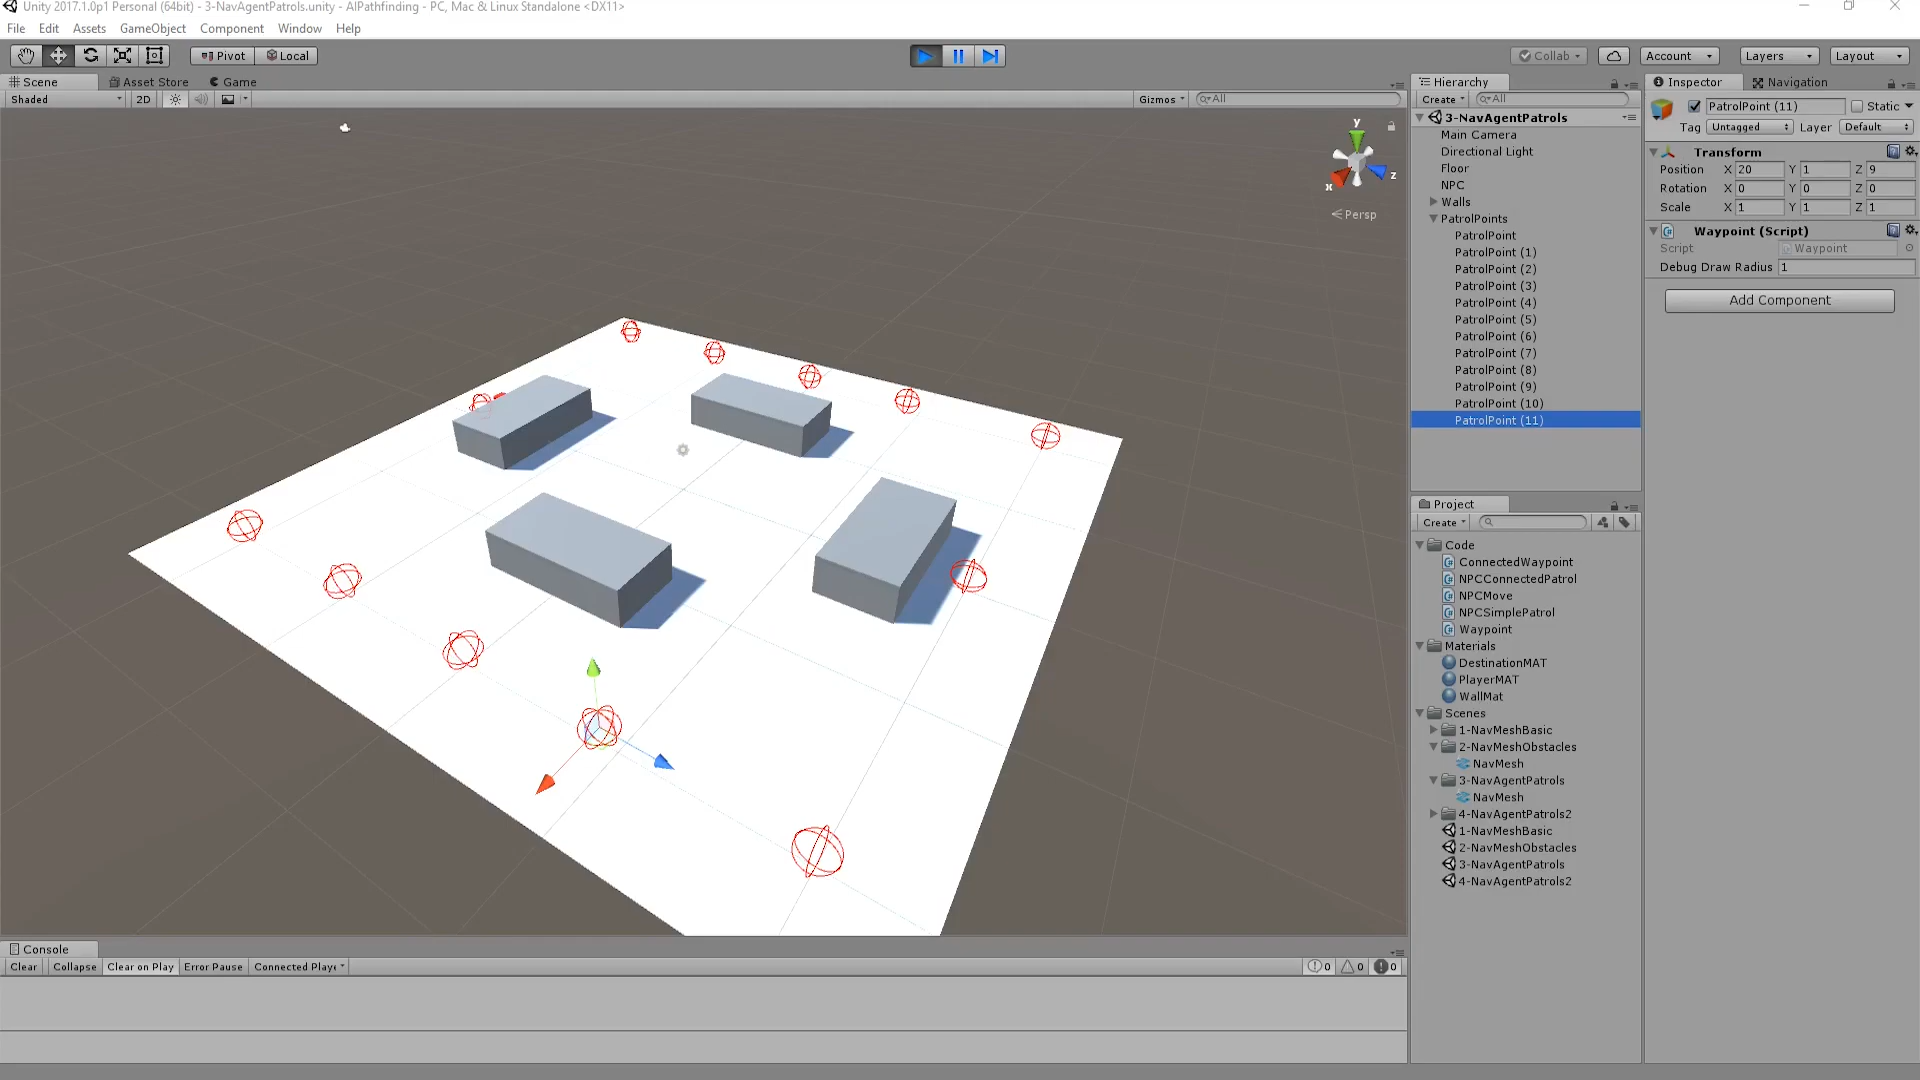 Unity 2017.1.0p1 Personal (64bit) - 3-NavAgentPatrols.unity - AIPathfinding - PC, Mac & Linux Standalone <DX11>
File Edit Assets GameObject Component Window Help
Pivot Local Collab Account Layers Layout
Scene Asset Store Game
Shaded 2D Gizmos All
y
x
z
Persp
Hierarchy
Create All
3-NavAgentPatrols
Main Camera
Directional Light
Floor
NPC
Walls
PatrolPoints
PatrolPoint
PatrolPoint (1)
PatrolPoint (2)
PatrolPoint (3)
PatrolPoint (4)
PatrolPoint (5)
PatrolPoint (6)
PatrolPoint (7)
PatrolPoint (8)
PatrolPoint (9)
PatrolPoint (10)
PatrolPoint (11)
Project
Create
Code
ConnectedWaypoint
NPCConnectedPatrol
NPCMove
NPCSimplePatrol
Waypoint
Materials
DestinationMAT
PlayerMAT
WallMat
Scenes
1-NavMeshBasic
2-NavMeshObstacles
NavMesh
3-NavAgentPatrols
NavMesh
4-NavAgentPatrols2
1-NavMeshBasic
2-NavMeshObstacles
3-NavAgentPatrols
4-NavAgentPatrols2
Inspector Navigation
PatrolPoint (11) Static
Tag Untagged Layer Default
Transform
Position X 20 Y 1 Z 9
Rotation X 0 Y 0 Z 0
Scale X 1 Y 1 Z 1
Waypoint (Script)
Script Waypoint
Debug Draw Radius 1
Add Component
Console
Clear Collapse Clear on Play Error Pause Connected Playe 0 0 0